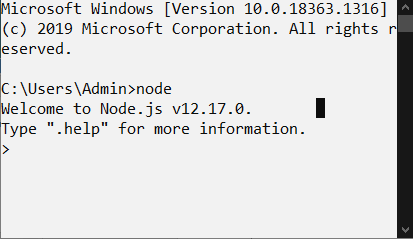 Microsoft Windows [Version 10.0.18363.1316]
(c) 2019 Microsoft Corporation. All rights r
eserved.
C:\Users\Admin>node
Welcome to Node.js v12.17.0.
Type ".help" for more information.
>